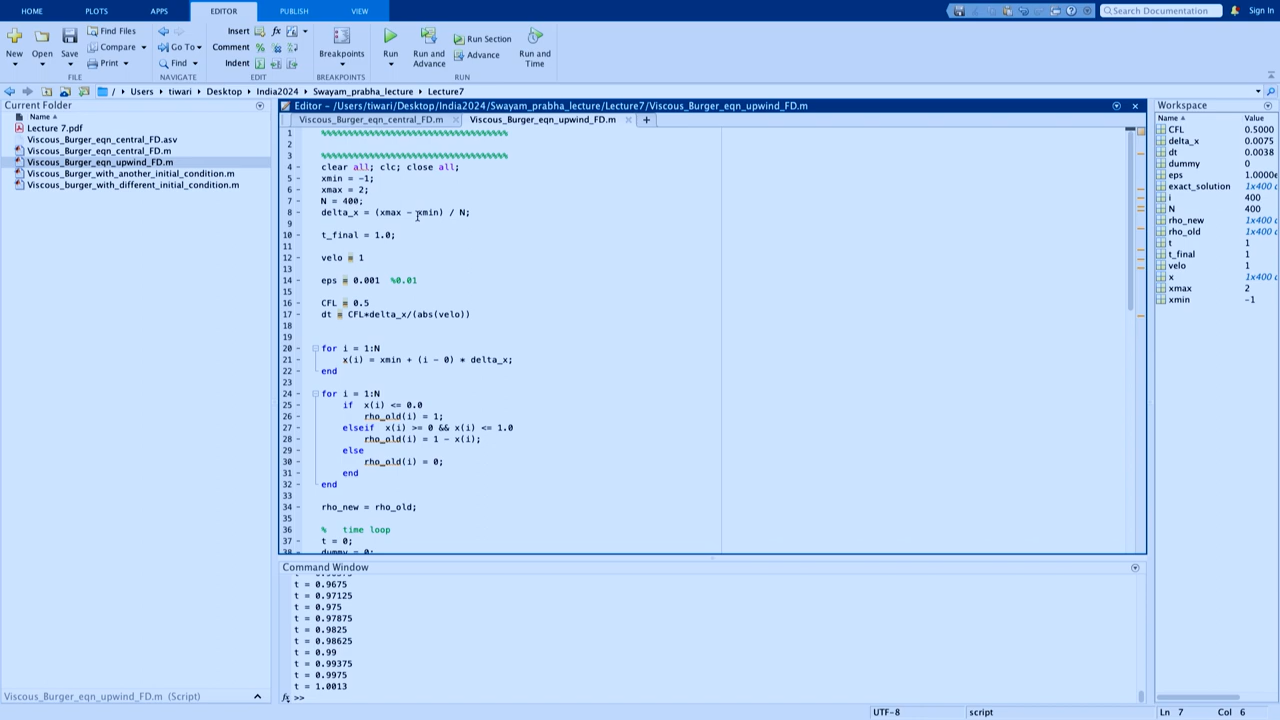 HOME PLOTS APPS EDITOR PUBLISH VIEW
Search Documentation Sign In
New Open Save Find Files Compare Print
Go To Find
Insert fx
Comment %
Indent
Breakpoints Run Run and Advance Run Section Advance Run and Time
FILE NAVIGATE EDIT BREAKPOINTS RUN
/ Users tiwari Desktop India2024 Swayam_prabha_lecture Lecture7
Current Folder
Name
Lecture 7.pdf
Viscous_Burger_eqn_central_FD.asv
Viscous_Burger_eqn_central_FD.m
Viscous_Burger_eqn_upwind_FD.m
Viscous_Burger_with_another_initial_condition.m
Viscous_burger_with_different_initial_condition.m
Viscous_Burger_eqn_upwind_FD.m (Script)
Editor - /Users/tiwari/Desktop/India2024/Swayam_prabha_lecture/Lecture7/Viscous_Burger_eqn_upwind_FD.m
Viscous_Burger_eqn_central_FD.m Viscous_Burger_eqn_upwind_FD.m
1 %%%%%%%%%%%%%%%%%%%%%%%%%%%%%%%%%%%
2
3 %%%%%%%%%%%%%%%%%%%%%%%%%%%%%%%%%%%
4 - clear all; clc; close all;
5 - xmin = -1;
6 - xmax = 2;
7 - N = 400;
8 - delta_x = (xmax - xmin) / N;
9
10 - t_final = 1.0;
11
12 - velo = 1
13
14 - eps = 0.001 %0.01
15
16 - CFL = 0.5
17 - dt = CFL*delta_x/(abs(velo))
18
19
20 - for i = 1:N
21 - x(i) = xmin + (i - 0) * delta_x;
22 - end
23
24 - for i = 1:N
25 - if x(i) <= 0.0
26 - rho_old(i) = 1;
27 - elseif x(i) >= 0 && x(i) <= 1.0
28 - rho_old(i) = 1 - x(i);
29 - else
30 - rho_old(i) = 0;
31 - end
32 - end
33
34 - rho_new = rho_old;
35
36 % time loop
37 - t = 0;
38 - dummy = 0;
Command Window
t = 0.9675
t = 0.97125
t = 0.975
t = 0.97875
t = 0.9825
t = 0.98625
t = 0.99
t = 0.99375
t = 0.9975
t = 1.0013
fx >>
Workspace
Name Value
CFL 0.5000
delta_x 0.0075
dt 0.0038
dummy 0
eps 1.0000e
exact_solution 1x400 d
i 400
N 400
rho_new 1x400 d
rho_old 1x400 d
t 1
t_final 1
velo 1
x 1x400 d
xmax 2
xmin -1
UTF-8 script Ln 7 Col 6